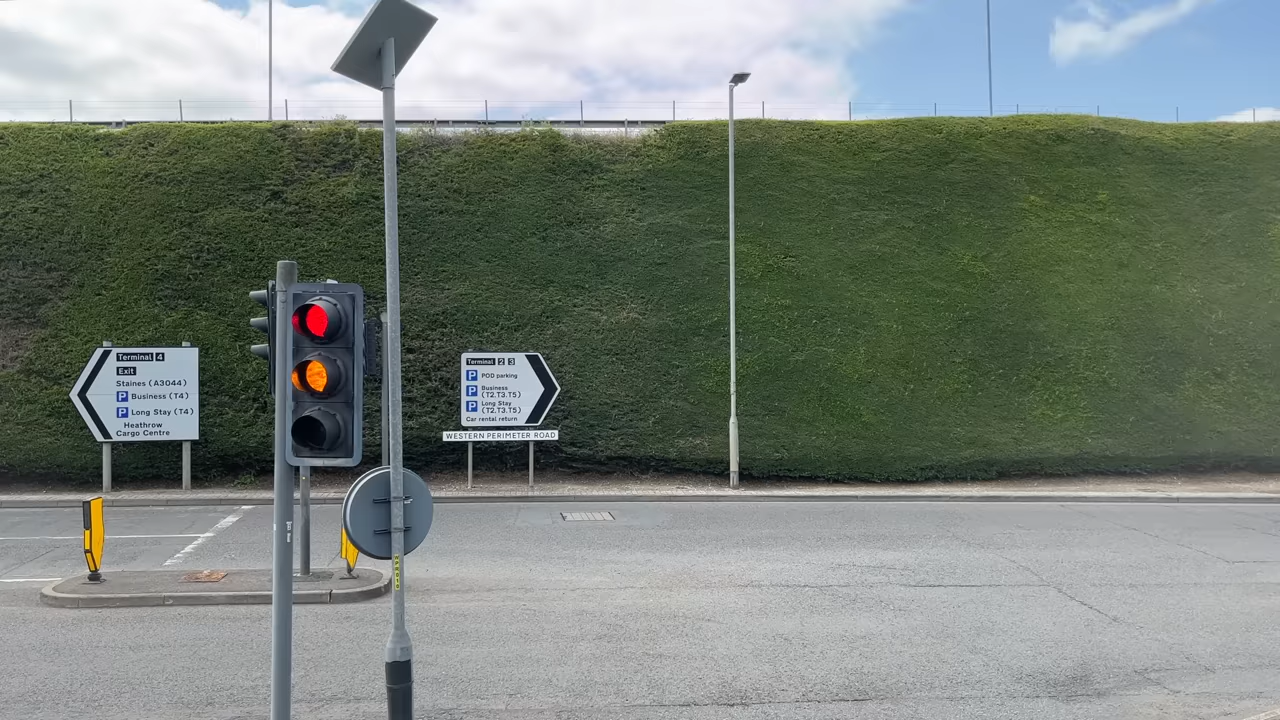 Terminal 4
Exit
Staines (A3044)
P Business (T4)
P Long Stay (T4)
Heathrow
Cargo Centre
Terminal 2 3
P POD parking
P Business
(T2.T3.T5)
P Long Stay
(T2.T3.T5)
Car rental return
WESTERN PERIMETER ROAD